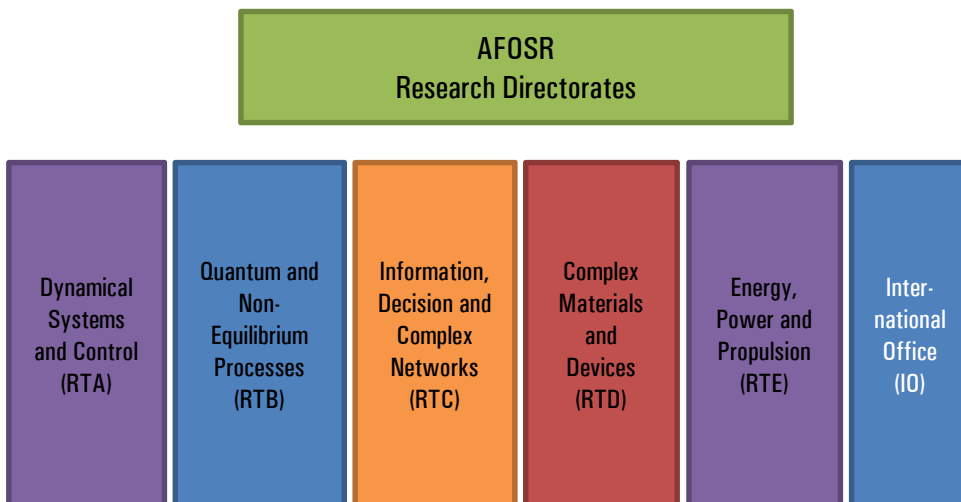 AFOSR
Research Directorates
Dynamical
Systems
and Control
(RTA)
Quantum and
Non-
Equilibrium
Processes
(RTB)
Information,
Decision and
Complex
Networks
(RTC)
Complex
Materials
and
Devices
(RTD)
Energy,
Power and
Propulsion
(RTE)
Inter-
national
Office
(IO)